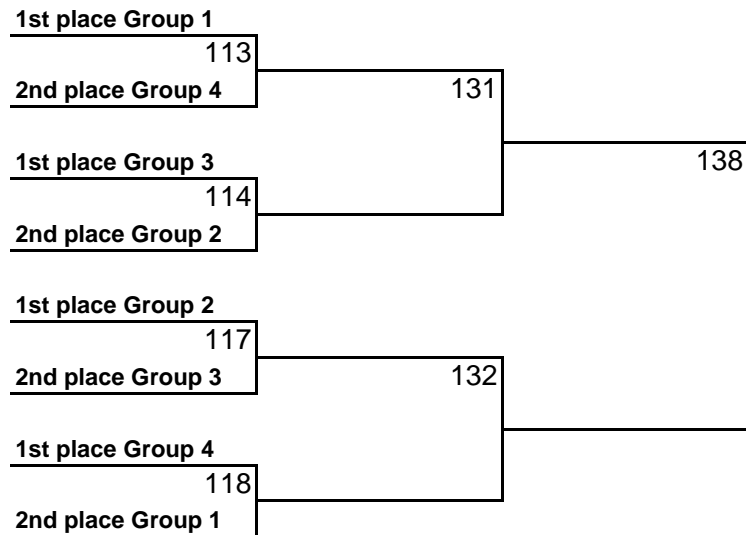 1st place Group 1
113
2nd place Group 4
131
138
1st place Group 3
114
2nd place Group 2
1st place Group 2
117
2nd place Group 3
132
1st place Group 4
118
2nd place Group 1